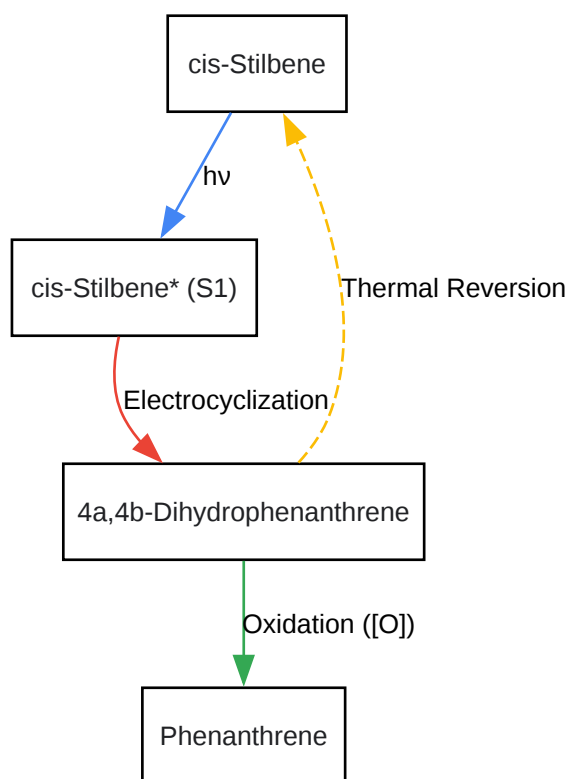 cis-Stilbene
hν
cis-Stilbene* (S1)
Thermal Reversion
Electrocyclization
4a,4b-Dihydrophenanthrene
Oxidation ([O])
Phenanthrene